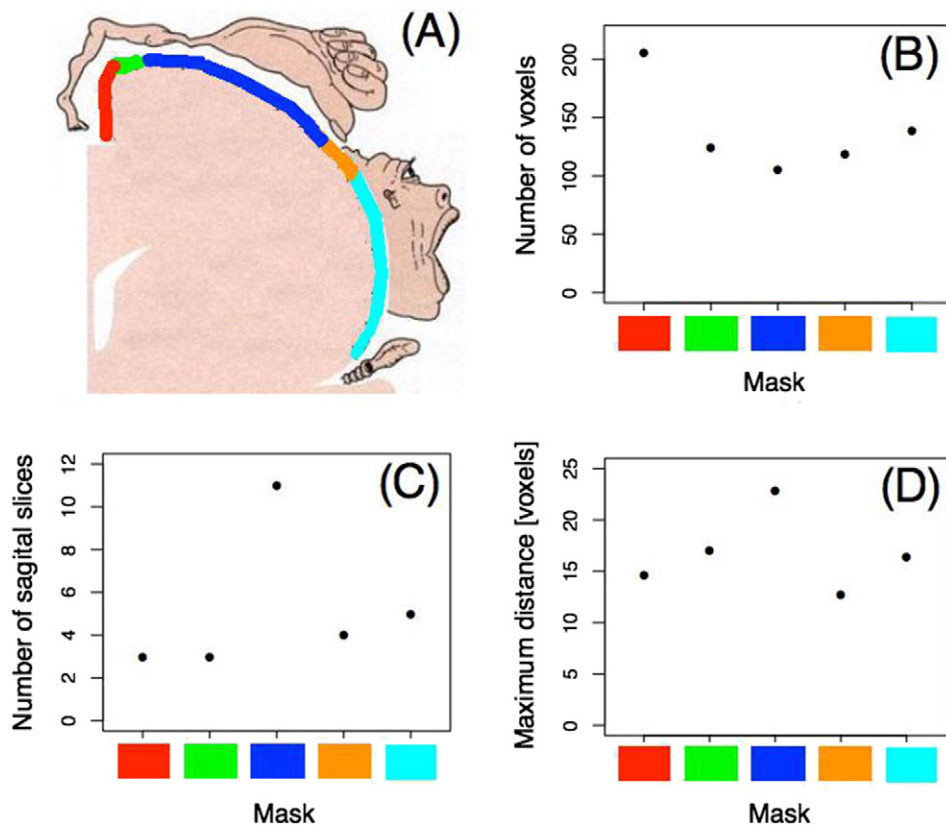 (A)
(B)
Number of voxels
200
150
100
50
0
Mask
(C)
Number of sagital slices
12
10
8
6
4
2
0
Mask
(D)
Maximum distance [voxels]
25
20
15
10
5
0
Mask